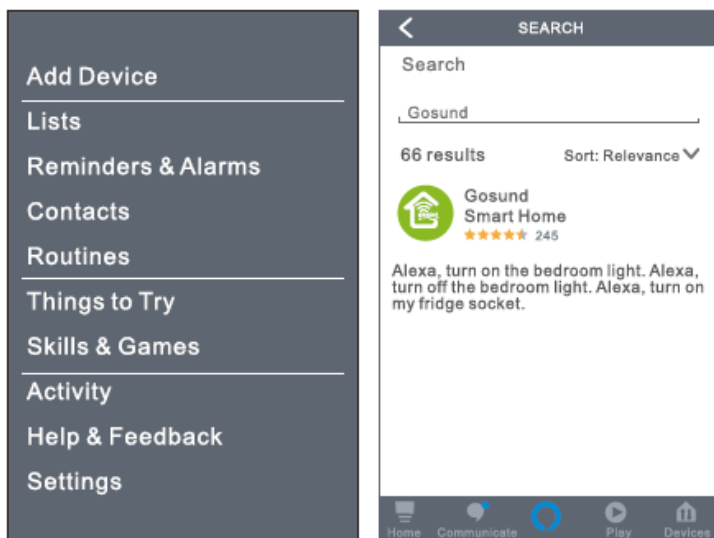 Add Device
Lists
Reminders & Alarms
Contacts
Routines
Things to Try
Skills & Games
Activity
Help & Feedback
Settings
SEARCH
Search
Gosund
66 results Sort: Relevance
Gosund
Smart Home
245
Alexa, turn on the bedroom light. Alexa,
turn off the bedroom light. Alexa, turn on
my fridge socket.
Home Communicate Play Devices